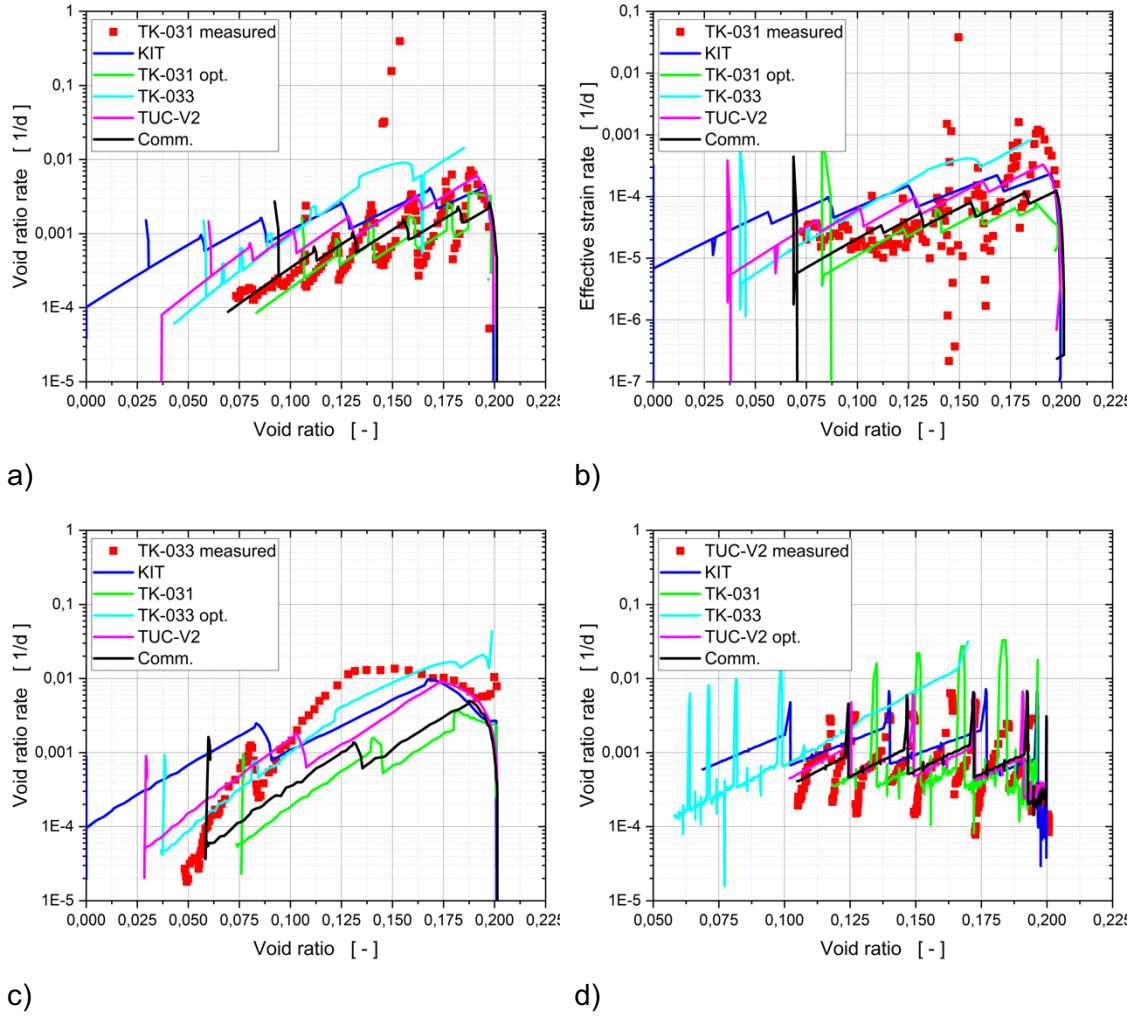 TK-031 measured
KIT
TK-031 opt.
TK-033
TUC-V2
Comm.
Void ratio rate [ 1/d ]
1
0,1
0,01
0,001
1E-4
1E-5
0,000 0,025 0,050 0,075 0,100 0,125 0,150 0,175 0,200 0,225
Void ratio [ - ]
a)
TK-031 measured
KIT
TK-031 opt.
TK-033
TUC-V2
Comm.
Effective strain rate [ 1/d ]
0,1
0,01
0,001
1E-4
1E-5
1E-6
1E-7
0,000 0,025 0,050 0,075 0,100 0,125 0,150 0,175 0,200 0,225
Void ratio [ - ]
b)
TK-033 measured
KIT
TK-031
TK-033 opt.
TUC-V2
Comm.
Void ratio rate [ 1/d ]
1
0,1
0,01
0,001
1E-4
1E-5
0,000 0,025 0,050 0,075 0,100 0,125 0,150 0,175 0,200 0,225
Void ratio [ - ]
c)
TUC-V2 measured
KIT
TK-031
TK-033
TUC-V2 opt.
Comm.
Void ratio rate [ 1/d ]
1
0,1
0,01
0,001
1E-4
1E-5
0,050 0,075 0,100 0,125 0,150 0,175 0,200 0,225
Void ratio [ - ]
d)